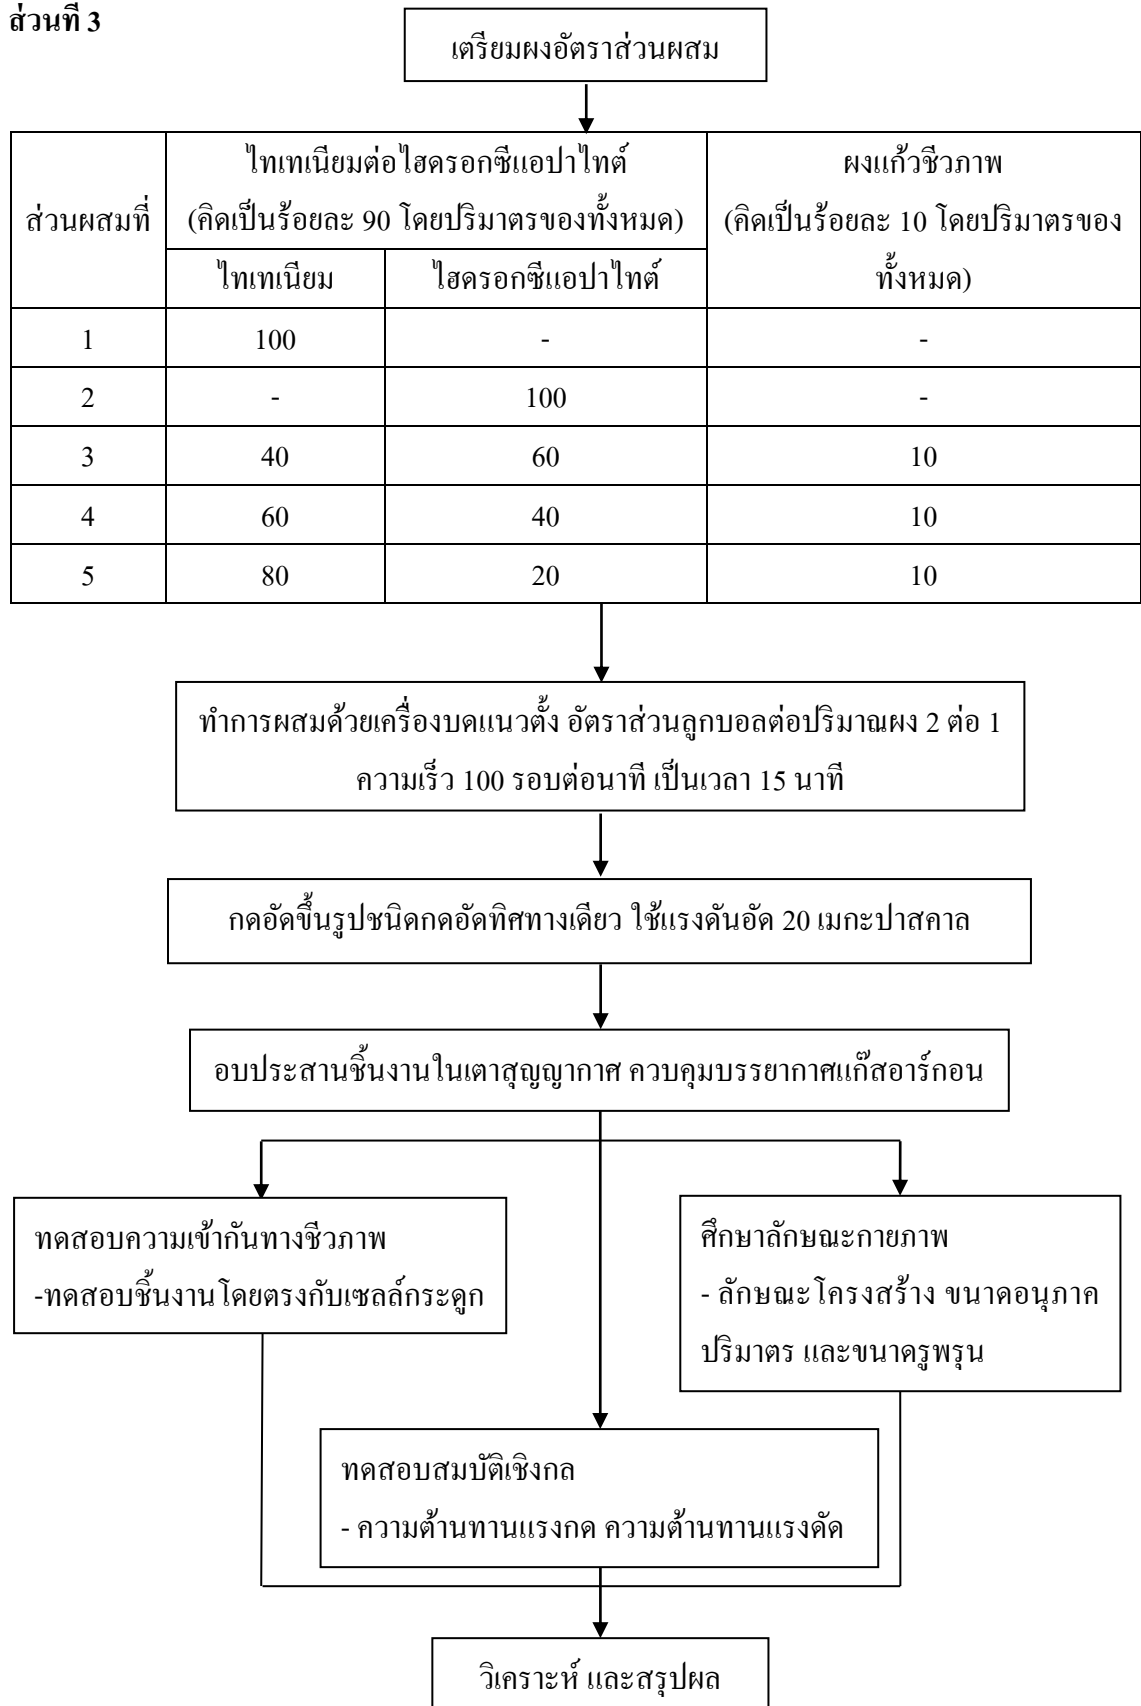 ส่วนที่ 3
เตรียมผงอัตราส่วนผสม
ส่วนผสมที่
ไทเทเนียมต่อไฮดรอกซีแอปาไทต์
(คิดเป็นร้อยละ 90 โดยปริมาตรของทั้งหมด)
ผงแก้วชีวภาพ
(คิดเป็นร้อยละ 10 โดยปริมาตรของ
ทั้งหมด)
ไทเทเนียม ไฮดรอกซีแอปาไทต์
1 100 - -
2 - 100 -
3 40 60 10
4 60 40 10
5 80 20 10
ทำการผสมด้วยเครื่องบดแนวตั้ง อัตราส่วนลูกบอลต่อปริมาณผง 2 ต่อ 1
ความเร็ว 100 รอบต่อนาที เป็นเวลา 15 นาที
กดอัดขึ้นรูปชนิดกดอัดทิศทางเดียว ใช้แรงดันอัด 20 เมกะปาสคาล
อบประสานชิ้นงานในเตาสุญญากาศ ควบคุมบรรยากาศแก๊สอาร์กอน
ทดสอบความเข้ากันทางชีวภาพ
-ทดสอบชิ้นงานโดยตรงกับเซลล์กระดูก
ศึกษาลักษณะกายภาพ
- ลักษณะโครงสร้าง ขนาดอนุภาค
ปริมาตร และขนาดรูพรุน
ทดสอบสมบัติเชิงกล
- ความต้านทานแรงกด ความต้านทานแรงดัด
วิเคราะห์ และสรุปผล